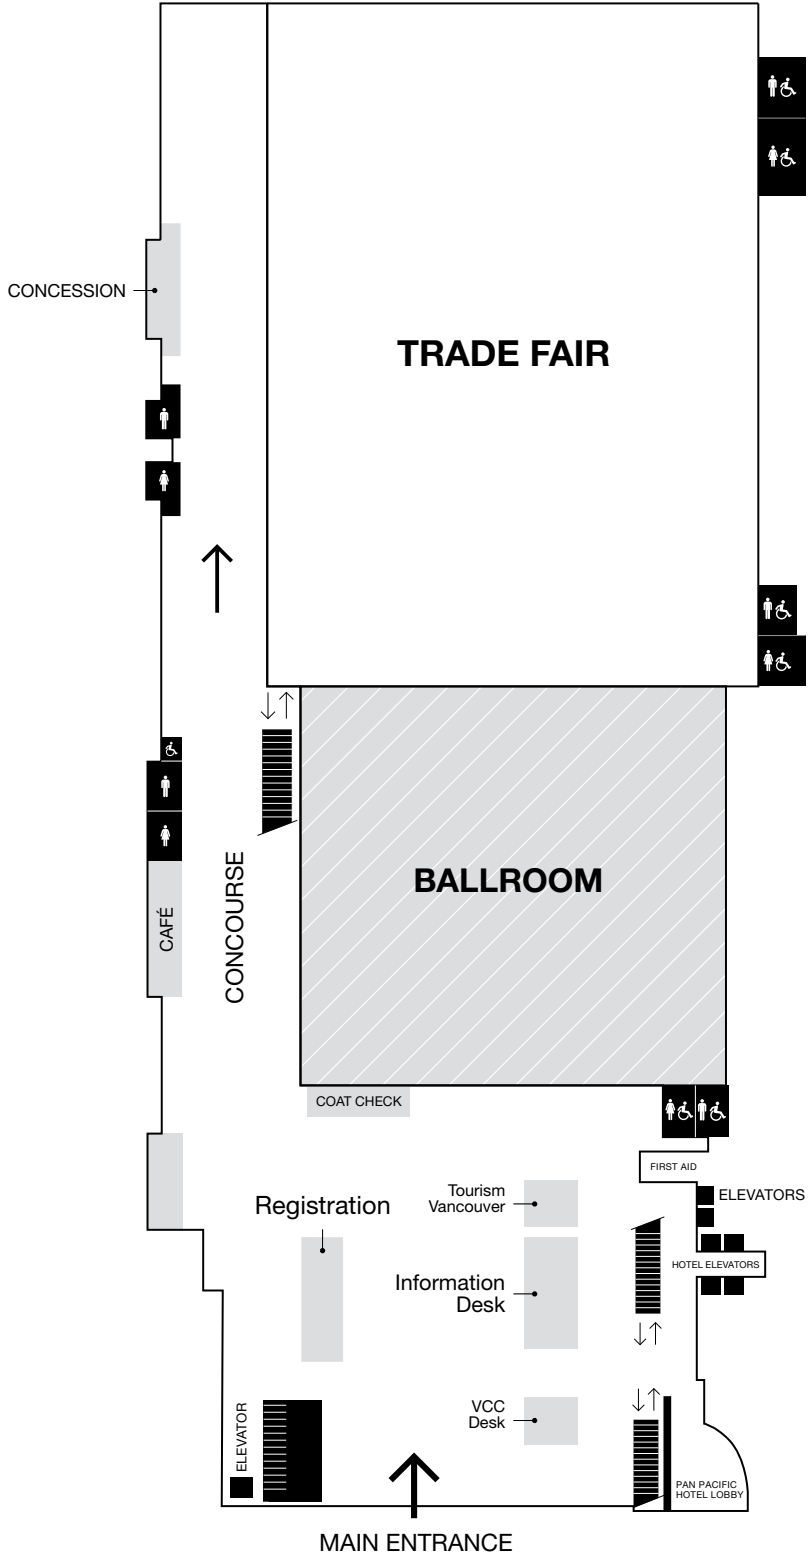 CONCESSION
TRADE FAIR
CONCOURSE
BALLROOM
CAFÉ
COAT CHECK
FIRST AID
Registration
Tourism
Vancouver
ELEVATORS
HOTEL ELEVATORS
Information
Desk
VCC
Desk
ELEVATOR
PAN PACIFIC
HOTEL LOBBY
MAIN ENTRANCE